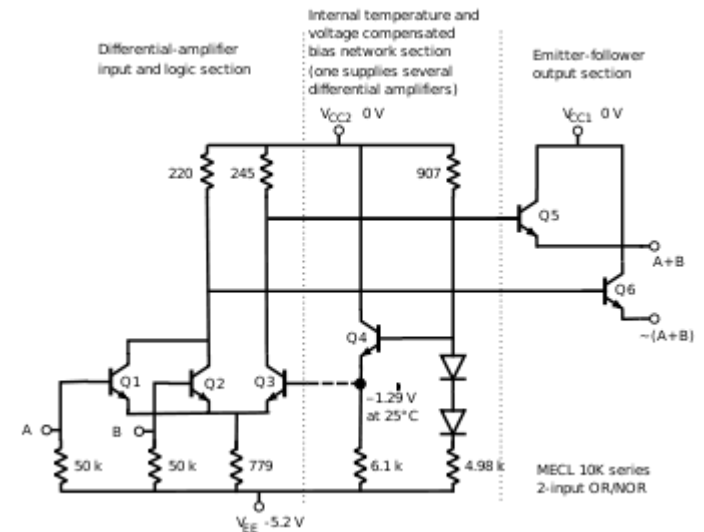 Internal temperature and
voltage compensated
bias network section
(one supplies several
differential amplifiers)
Differential-amplifier
input and logic section
Emitter-follower
output section
VCC2 0 V
VCC1 0 V
220
245
907
Q5
A+B
Q6
~(A+B)
Q4
Q1
Q2
Q3
−1.29 V
at 25°C
A
B
50 k
50 k
779
6.1 k
4.98 k
MECL 10K series
2-input OR/NOR
VEE -5.2 V